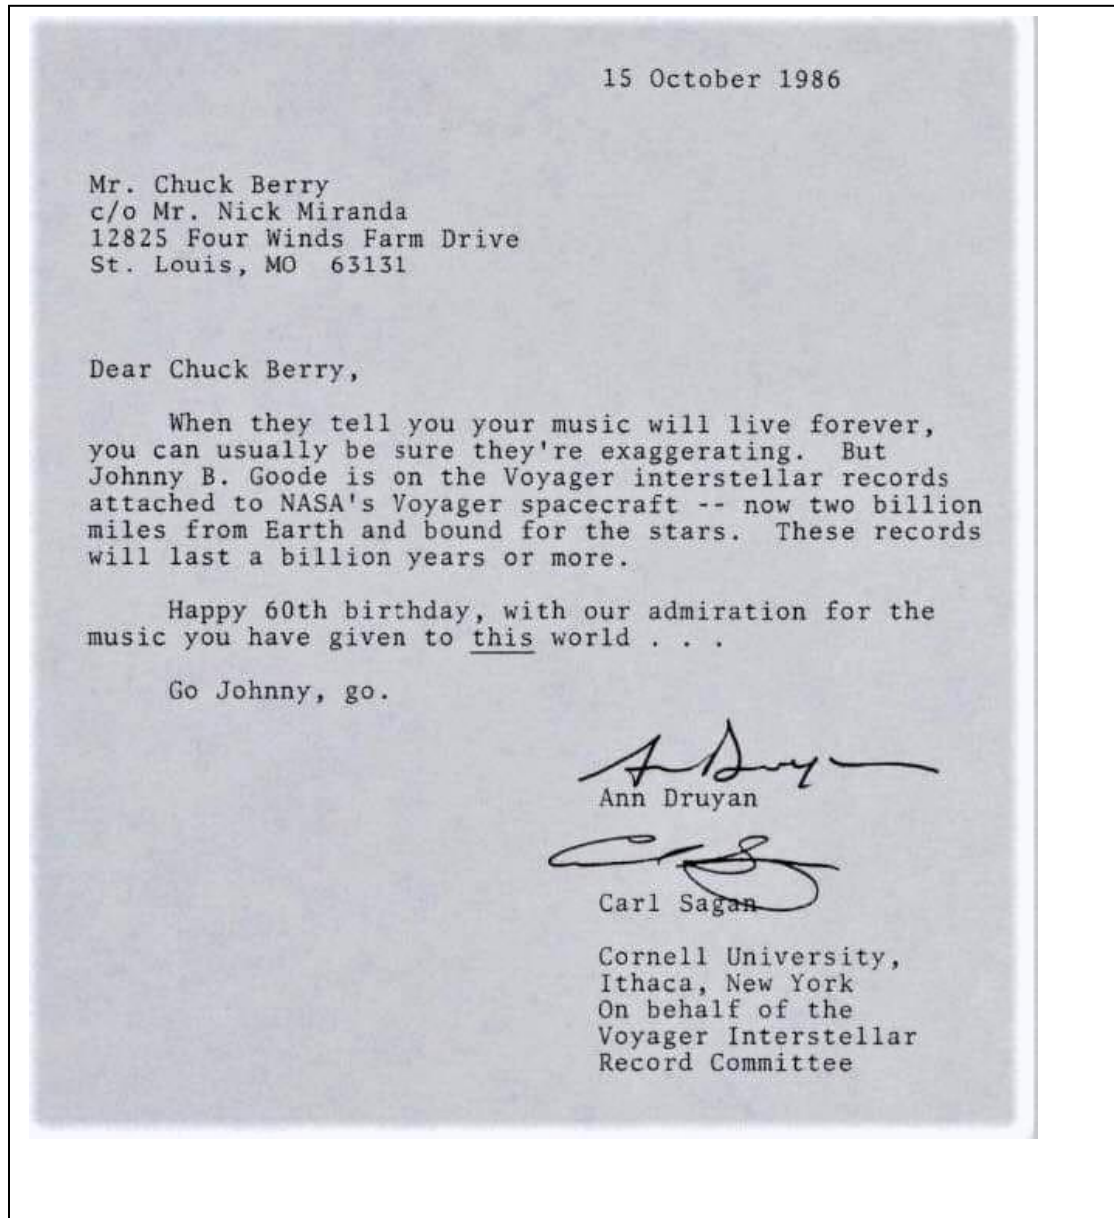 15 October 1986
Mr. Chuck Berry
c/o Mr. Nick Miranda
12825 Four Winds Farm Drive
St. Louis, MO  63131
Dear Chuck Berry,
When they tell you your music will live forever,
you can usually be sure they're exaggerating.  But
Johnny B. Goode is on the Voyager interstellar records
attached to NASA's Voyager spacecraft -- now two billion
miles from Earth and bound for the stars.  These records
will last a billion years or more.
Happy 60th birthday, with our admiration for the
music you have given to this world . . .
Go Johnny, go.
Ann Druyan
Carl Sagan
Cornell University,
Ithaca, New York
On behalf of the
Voyager Interstellar
Record Committee